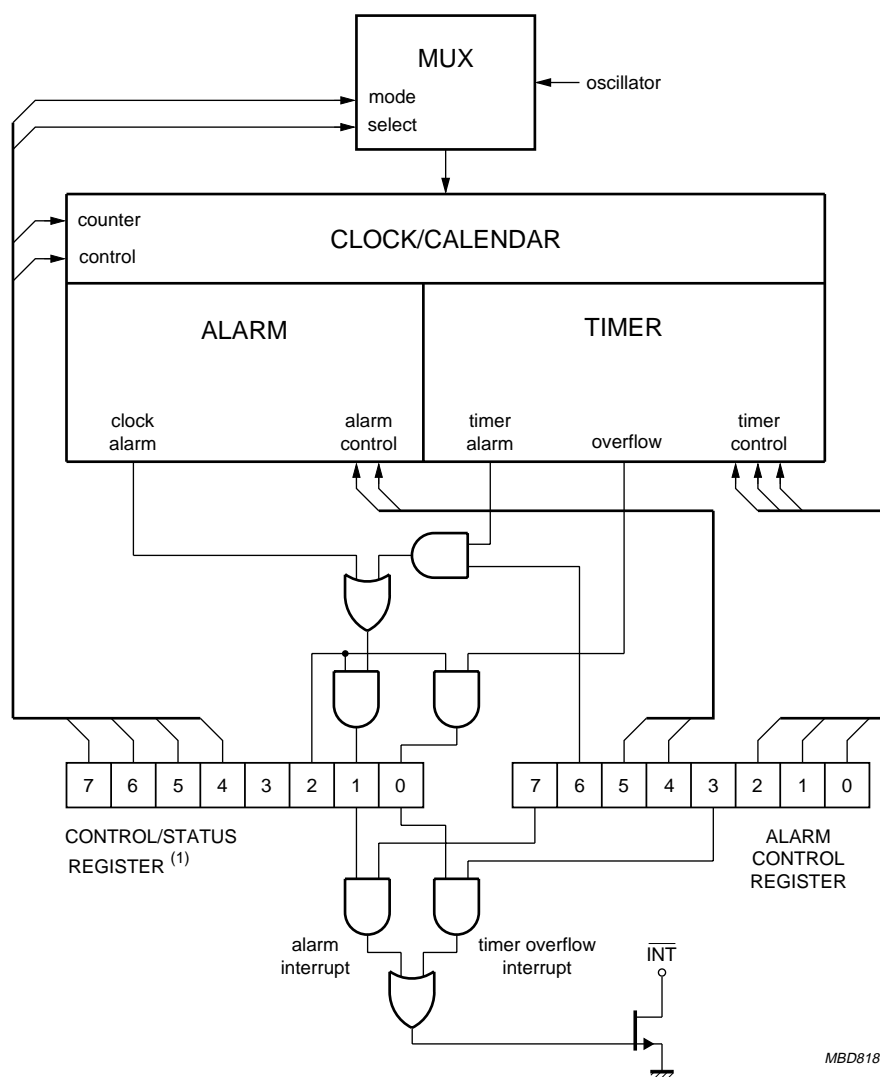 MUX
mode
select
oscillator
counter
control
CLOCK/CALENDAR
ALARM
TIMER
clock
alarm
alarm
control
timer
alarm
overflow
timer
control
7 6 5 4 3 2 1 0
7 6 5 4 3 2 1 0
CONTROL/STATUS
REGISTER (1)
ALARM
CONTROL
REGISTER
alarm
interrupt
timer overflow
interrupt
INT
MBD818